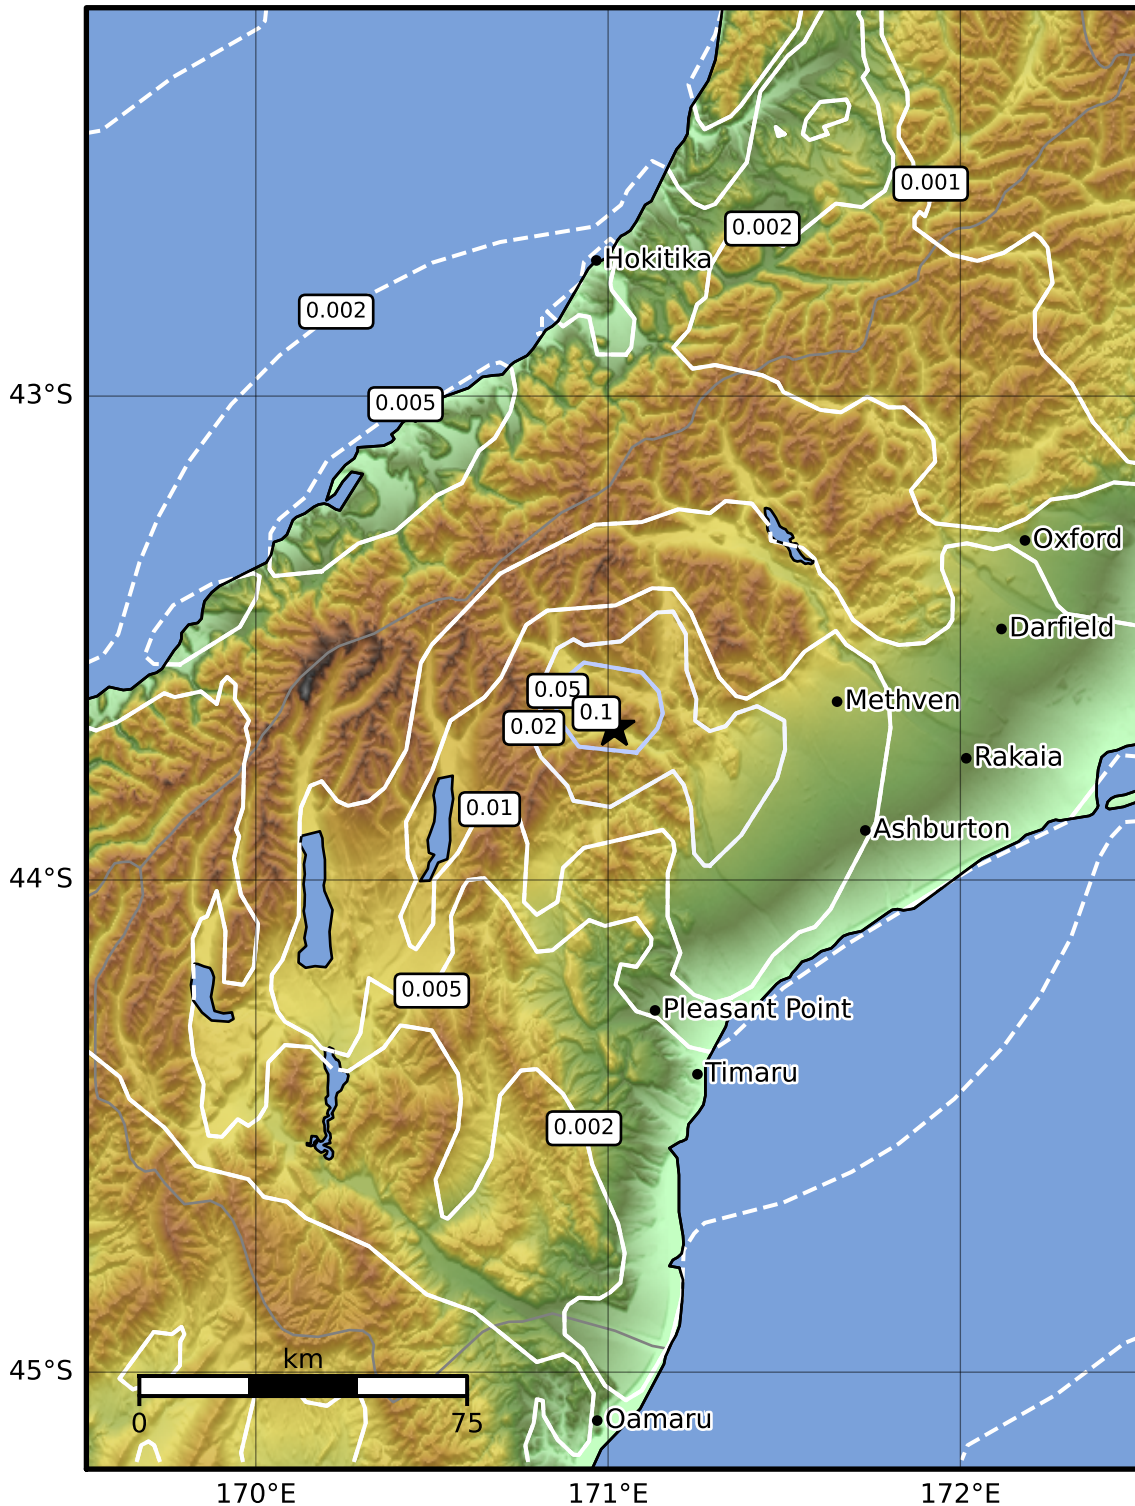 0.001
0.002
Hokitika
0.002
43°S
0.005
Oxford
Darfield
0.05
Methven
0.1
0.02
Rakaia
0.01
Ashburton
44°S
0.005
Pleasant Point
Timaru
0.002
km
45°S
0
75
Oamaru
170°E
171°E
172°E